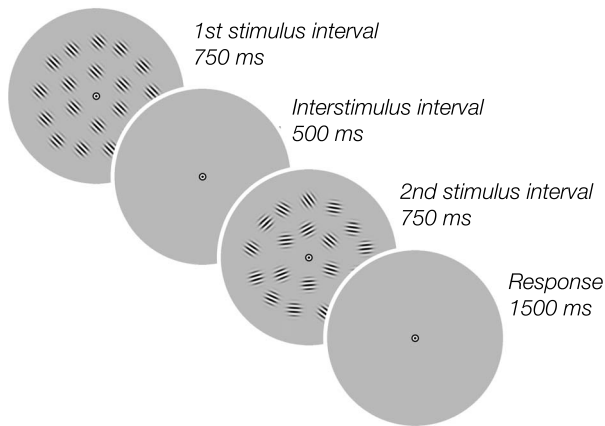 1st stimulus interval
750 ms
Interstimulus interval
500 ms
2nd stimulus interval
750 ms
Response
1500 ms